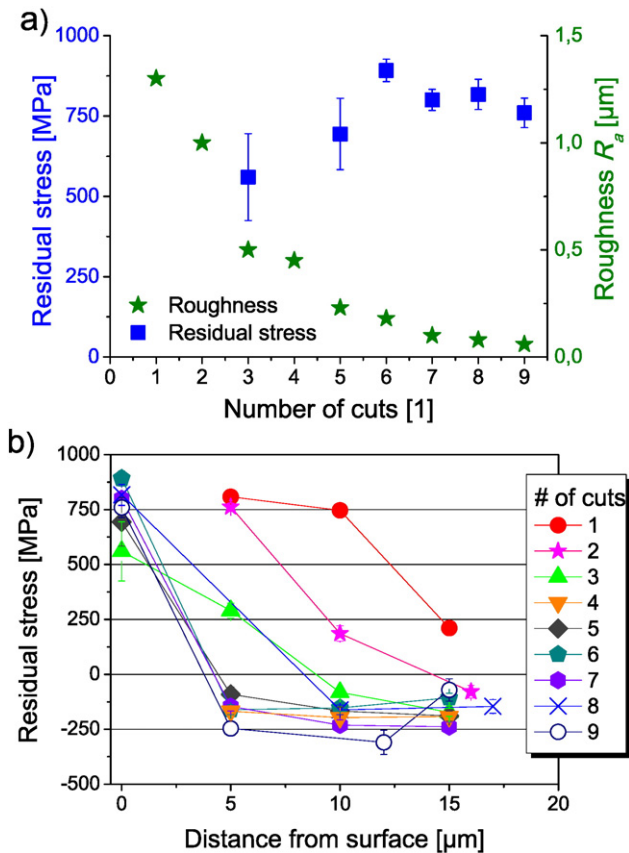 a)
1000
750
500
250
0
Residual stress [MPa]
1,5
1,0
0,5
0,0
Roughness Ra [µm]
Roughness
Residual stress
0 1 2 3 4 5 6 7 8 9
Number of cuts [1]
b)
1000
750
500
250
0
-250
-500
Residual stress [MPa]
0 5 10 15 20
Distance from surface [µm]
# of cuts
1
2
3
4
5
6
7
8
9